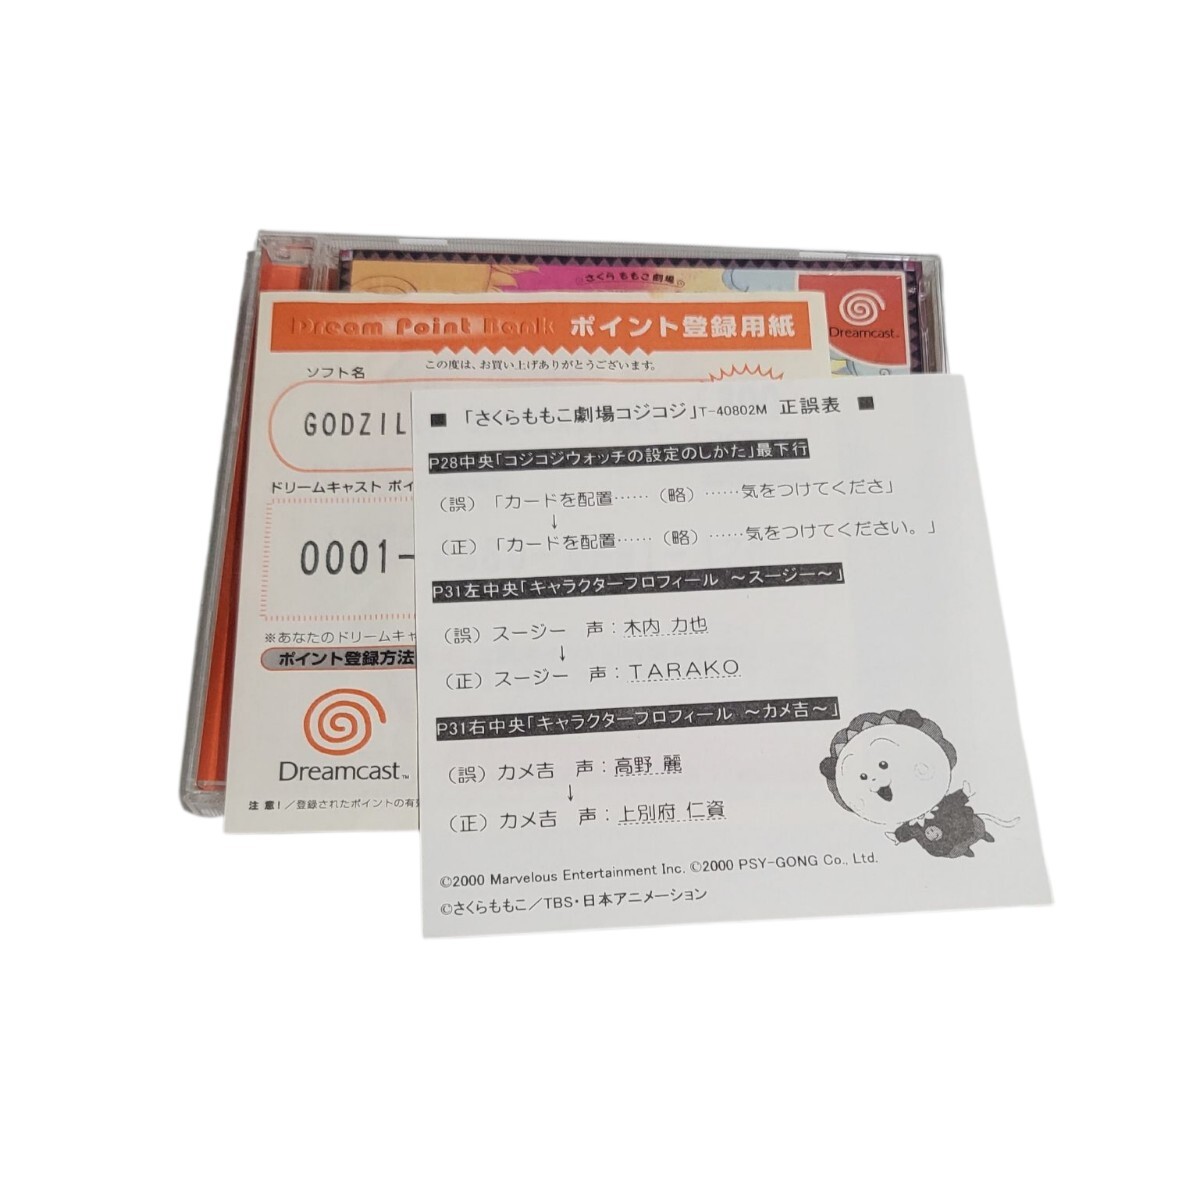 さくらももこ劇場
Dreamcast
Dream Point Bank ポイント登録用紙
この度は、お買い上げありがとうございます。
ソフト名
GODZIL
ドリームキャスト ポイ
0001-
※あなたのドリームキャ
ポイント登録方法
Dreamcast™
注意!/登録されたポイントの有効
■ 「さくらももこ劇場コジコジ」T-40802M 正誤表 ■
P28中央「コジコジウォッチの設定のしかた」最下行
(誤)「カードを配置……(略)……気をつけてくださ」
↓
(正)「カードを配置……(略)……気をつけてください。」
P31左中央「キャラクタープロフィール ～スージー～」
(誤) スージー 声：木内 力也
↓
(正) スージー 声：TARAKO
P31右中央「キャラクタープロフィール ～カメ吉～」
(誤) カメ吉 声：高野 麗
↓
(正) カメ吉 声：上別府 仁資
©2000 Marvelous Entertainment Inc. ©2000 PSY-GONG Co., Ltd.
©さくらももこ／TBS・日本アニメーション